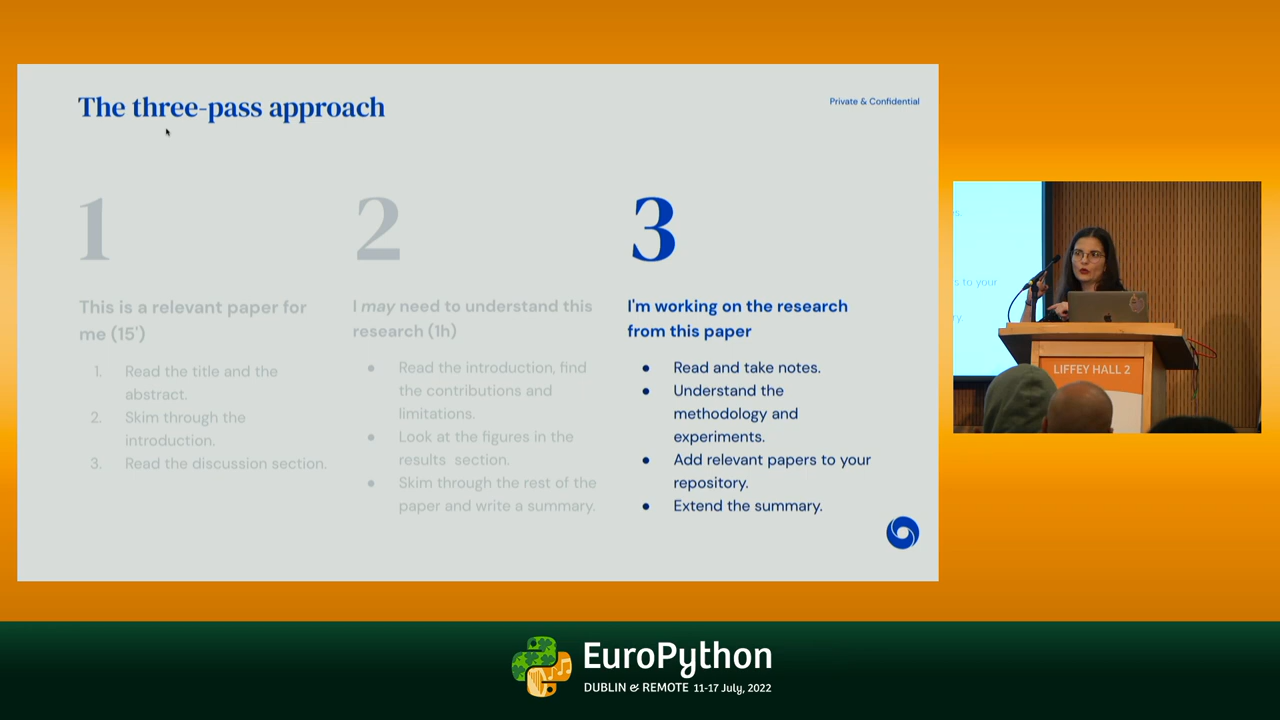 The three-pass approach
Private & Confidential
1
This is a relevant paper for
me (15')
1. Read the title and the
abstract.
2. Skim through the
introduction.
3. Read the discussion section.
2
I may need to understand this
research (1h)
● Read the introduction, find
the contributions and
limitations.
● Look at the figures in the
results section.
● Skim through the rest of the
paper and write a summary.
3
I'm working on the research
from this paper
● Read and take notes.
● Understand the
methodology and
experiments.
● Add relevant papers to your
repository.
● Extend the summary.
s.
s to your
y.
LIFFEY HALL 2
EuroPython
DUBLIN & REMOTE 11-17 July, 2022